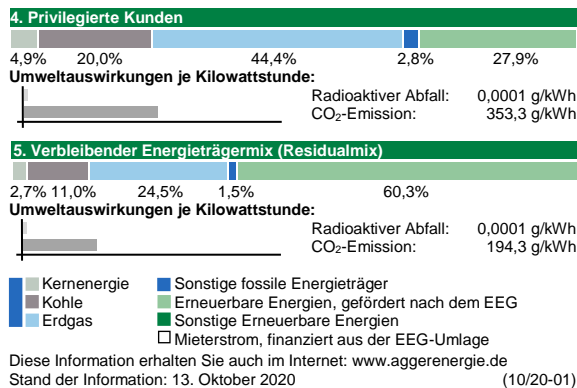 4. Privilegierte Kunden
4,9% 20,0% 44,4% 2,8% 27,9%
Umweltauswirkungen je Kilowattstunde:
Radioaktiver Abfall: 0,0001 g/kWh
CO₂-Emission: 353,3 g/kWh
5. Verbleibender Energieträgermix (Residualmix)
2,7% 11,0% 24,5% 1,5% 60,3%
Umweltauswirkungen je Kilowattstunde:
Radioaktiver Abfall: 0,0001 g/kWh
CO₂-Emission: 194,3 g/kWh
Kernenergie Sonstige fossile Energieträger
Kohle Erneuerbare Energien, gefördert nach dem EEG
Erdgas Sonstige Erneuerbare Energien
Mieterstrom, finanziert aus der EEG-Umlage
Diese Information erhalten Sie auch im Internet: www.aggerenergie.de
Stand der Information: 13. Oktober 2020 (10/20-01)